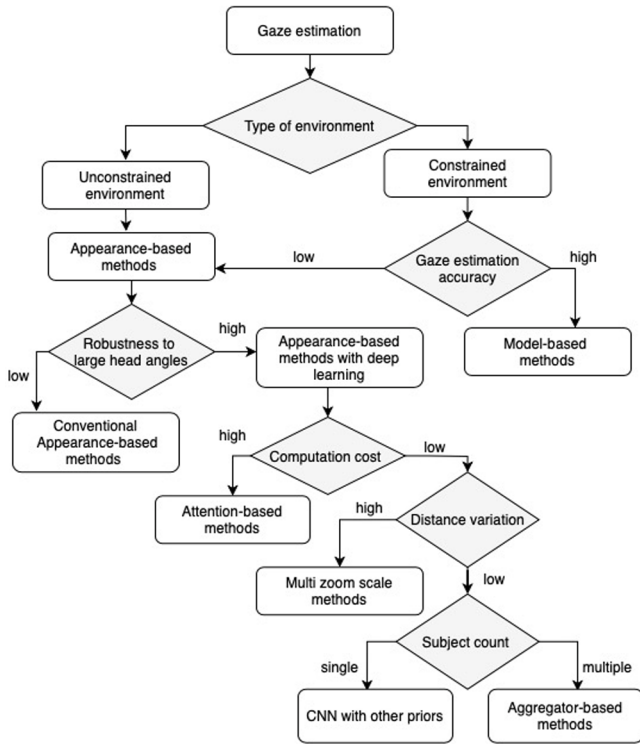 Gaze estimation
Type of environment
Unconstrained
environment
Constrained
environment
Appearance-based
methods
low
Gaze estimation
accuracy
high
Robustness to
large head angles
high
low
Appearance-based
methods with deep
learning
Model-based
methods
Conventional
Appearance-based
methods
high
Computation cost
low
Attention-based
methods
high
Distance variation
Multi zoom scale
methods
low
Subject count
single
multiple
CNN with other priors
Aggregator-based
methods